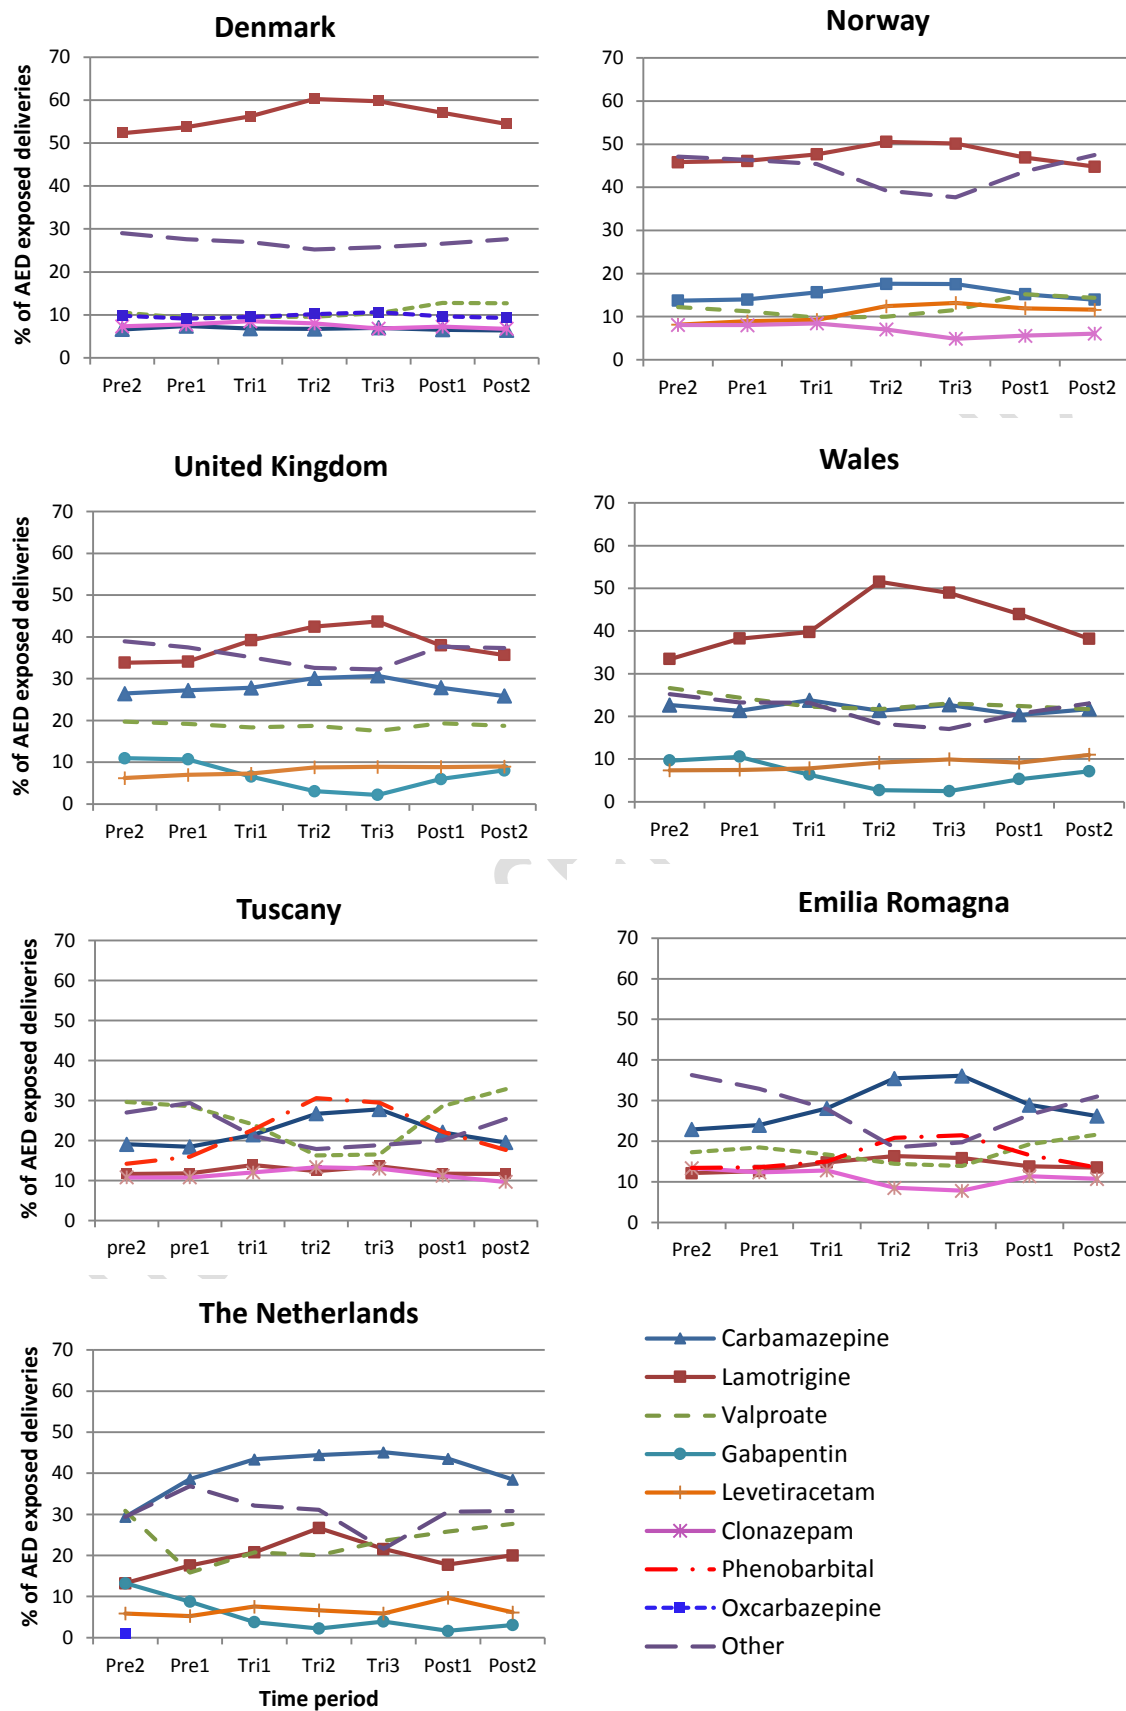 Denmark
% of AED exposed deliveries
70
60
50
40
30
20
10
0
Pre2 Pre1 Tri1 Tri2 Tri3 Post1 Post2
Norway
70
60
50
40
30
20
10
0
Pre2 Pre1 Tri1 Tri2 Tri3 Post1 Post2
United Kingdom
% of AED exposed deliveries
70
60
50
40
30
20
10
0
Pre2 Pre1 Tri1 Tri2 Tri3 Post1 Post2
Wales
70
60
50
40
30
20
10
0
Pre2 Pre1 Tri1 Tri2 Tri3 Post1 Post2
Tuscany
% of AED exposed deliveries
70
60
50
40
30
20
10
0
pre2 pre1 tri1 tri2 tri3 post1 post2
Emilia Romagna
70
60
50
40
30
20
10
0
Pre2 Pre1 Tri1 Tri2 Tri3 Post1 Post2
The Netherlands
% of AED exposed deliveries
70
60
50
40
30
20
10
0
Pre2 Pre1 Tri1 Tri2 Tri3 Post1 Post2
Time period
Carbamazepine
Lamotrigine
Valproate
Gabapentin
Levetiracetam
Clonazepam
Phenobarbital
Oxcarbazepine
Other